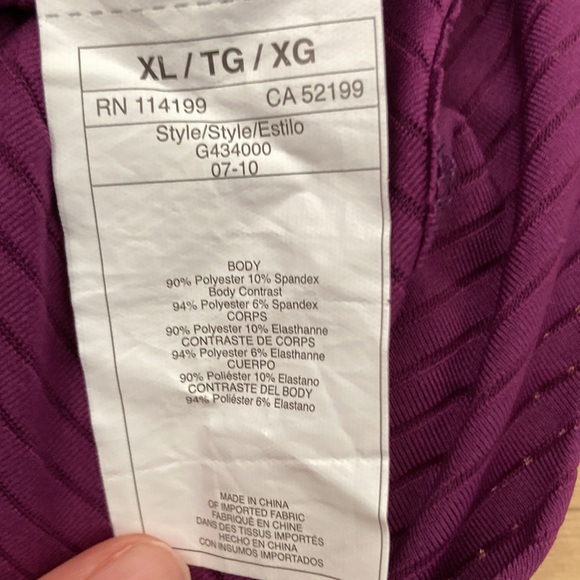 XL / TG / XG
RN 114199 CA 52199
Style/Style/Estilo
G434000
07-10
BODY
90% Polyester 10% Spandex
Body Contrast
94% Polyester 6% Spandex
CORPS
90% Polyester 10% Elasthanne
CONTRASTE DE CORPS
94% Polyester 6% Elasthanne
CUERPO
90% Poliéster 10% Elastano
CONTRASTE DEL BODY
94% Poliéster 6% Elastano
MADE IN CHINA
OF IMPORTED FABRIC
FABRIQUÉ EN CHINE
DANS DES TISSUS IMPORTÉS
HECHO EN CHINA
CON INSUMOS IMPORTADOS